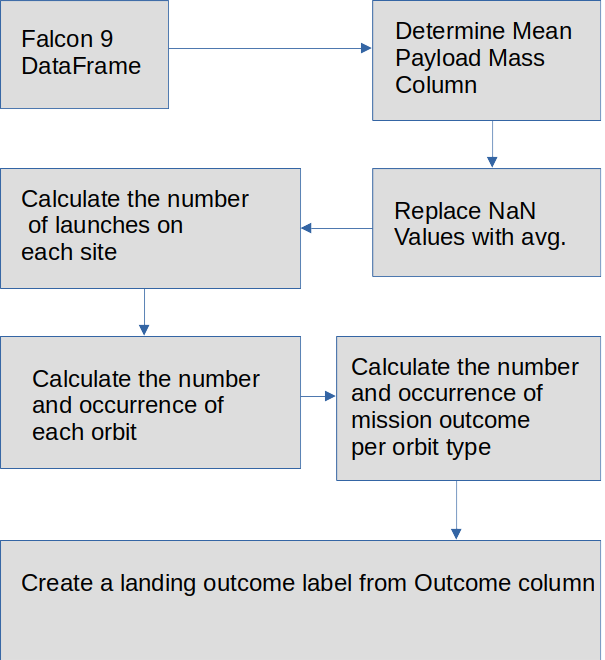 Falcon 9
DataFrame
Determine Mean
Payload Mass
Column
Replace NaN
Values with avg.
Calculate the number
of launches on
each site
Calculate the number
and occurrence of
each orbit
Calculate the number
and occurrence of
mission outcome
per orbit type
Create a landing outcome label from Outcome column